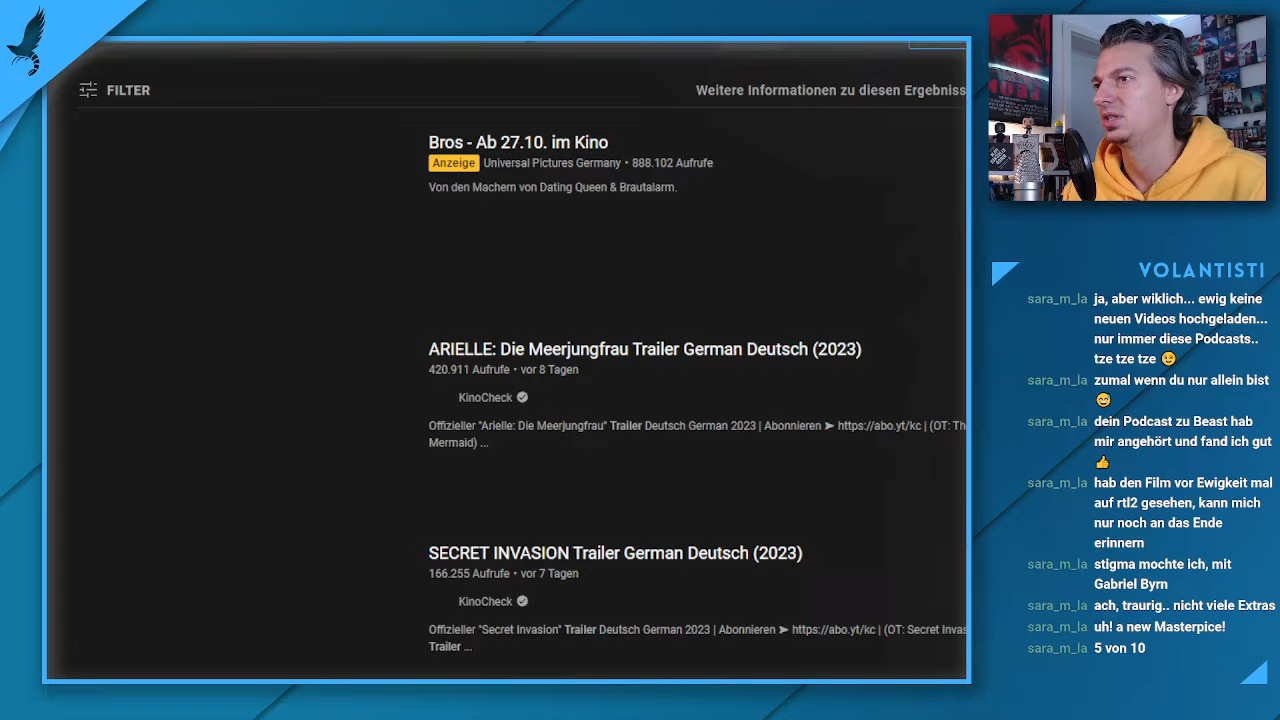 FILTER
Weitere Informationen zu diesen Ergebniss
Bros - Ab 27.10. im Kino
Anzeige Universal Pictures Germany • 888.102 Aufrufe
Von den Machern von Dating Queen & Brautalarm.
ARIELLE: Die Meerjungfrau Trailer German Deutsch (2023)
420.911 Aufrufe • vor 8 Tagen
KinoCheck
Offizieller "Arielle: Die Meerjungfrau" Trailer Deutsch German 2023 | Abonnieren ➤ https://abo.yt/kc | (OT: Th
Mermaid) ...
SECRET INVASION Trailer German Deutsch (2023)
166.255 Aufrufe • vor 7 Tagen
KinoCheck
Offizieller "Secret Invasion" Trailer Deutsch German 2023 | Abonnieren ➤ https://abo.yt/kc | (OT: Secret Invas
Trailer ...
VOLANTISTI
sara_m_la ja, aber wiklich... ewig keine
neuen Videos hochgeladen...
nur immer diese Podcasts..
tze tze tze 😉
sara_m_la zumal wenn du nur allein bist
😅
sara_m_la dein Podcast zu Beast hab
mir angehört und fand ich gut
👍
sara_m_la hab den Film vor Ewigkeit mal
auf rtl2 gesehen, kann mich
nur noch an das Ende
erinnern
sara_m_la stigma mochte ich, mit
Gabriel Byrn
sara_m_la ach, traurig.. nicht viele Extras
sara_m_la uh! a new Masterpice!
sara_m_la 5 von 10